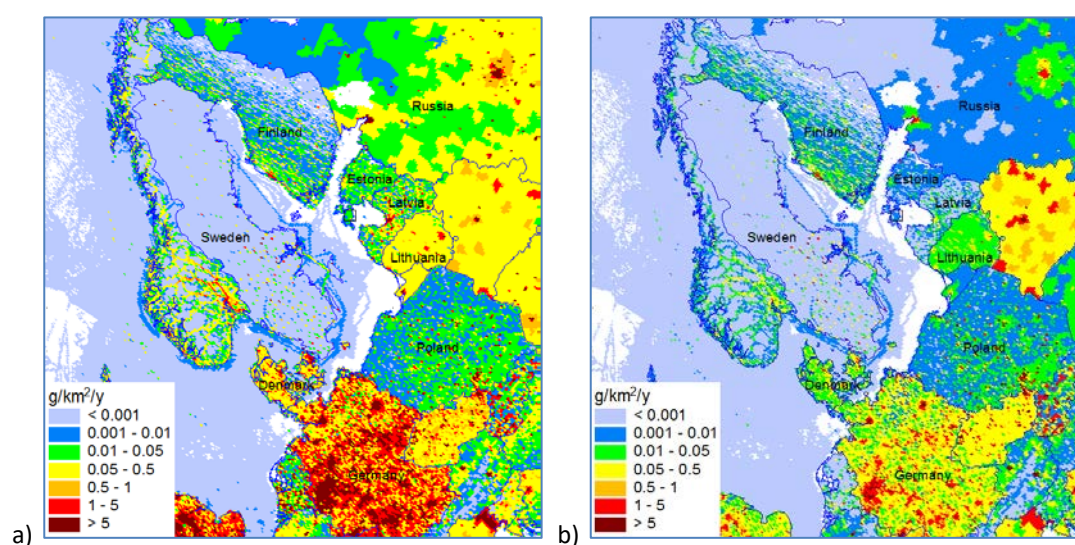 Russia
Finland
Estonia
Latvia
Sweden
Lithuania
Poland
Denmark
Germany
g/km²/y
< 0.001
0.001 - 0.01
0.01 - 0.05
0.05 - 0.5
0.5 - 1
1 - 5
> 5
a)
Russia
Finland
Estonia
Latvia
Sweden
Lithuania
Poland
Denmark
Germany
g/km²/y
< 0.001
0.001 - 0.01
0.01 - 0.05
0.05 - 0.5
0.5 - 1
1 - 5
> 5
b)